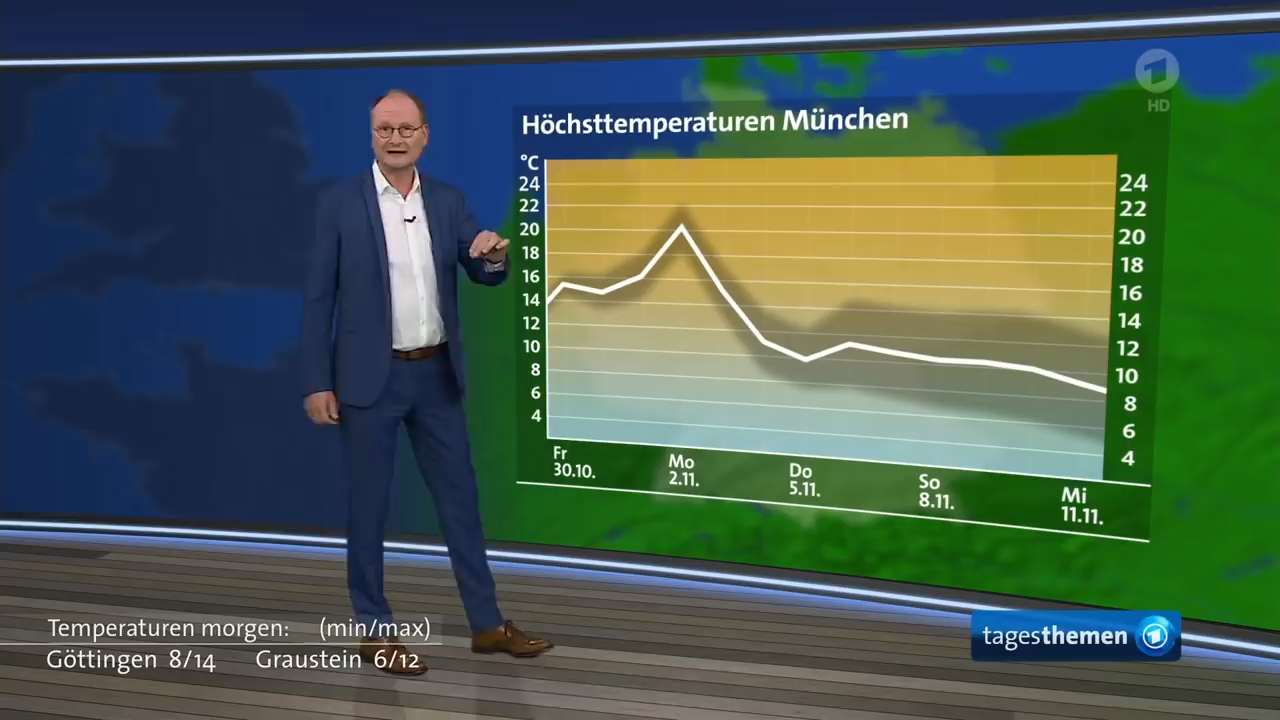 1
HD
Höchsttemperaturen München
°C
24
22
20
18
16
14
12
10
8
6
4
24
22
20
18
16
14
12
10
8
6
4
Fr
30.10.
Mo
2.11.
Do
5.11.
So
8.11.
Mi
11.11.
Temperaturen morgen: (min/max)
Göttingen 8/14 Graustein 6/12
tagesthemen 1